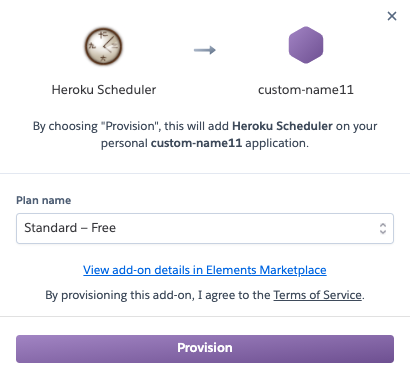 Heroku Scheduler
custom-name11
By choosing "Provision", this will add Heroku Scheduler on your
personal custom-name11 application.
Plan name
Standard – Free
View add-on details in Elements Marketplace
By provisioning this add-on, I agree to the Terms of Service.
Provision